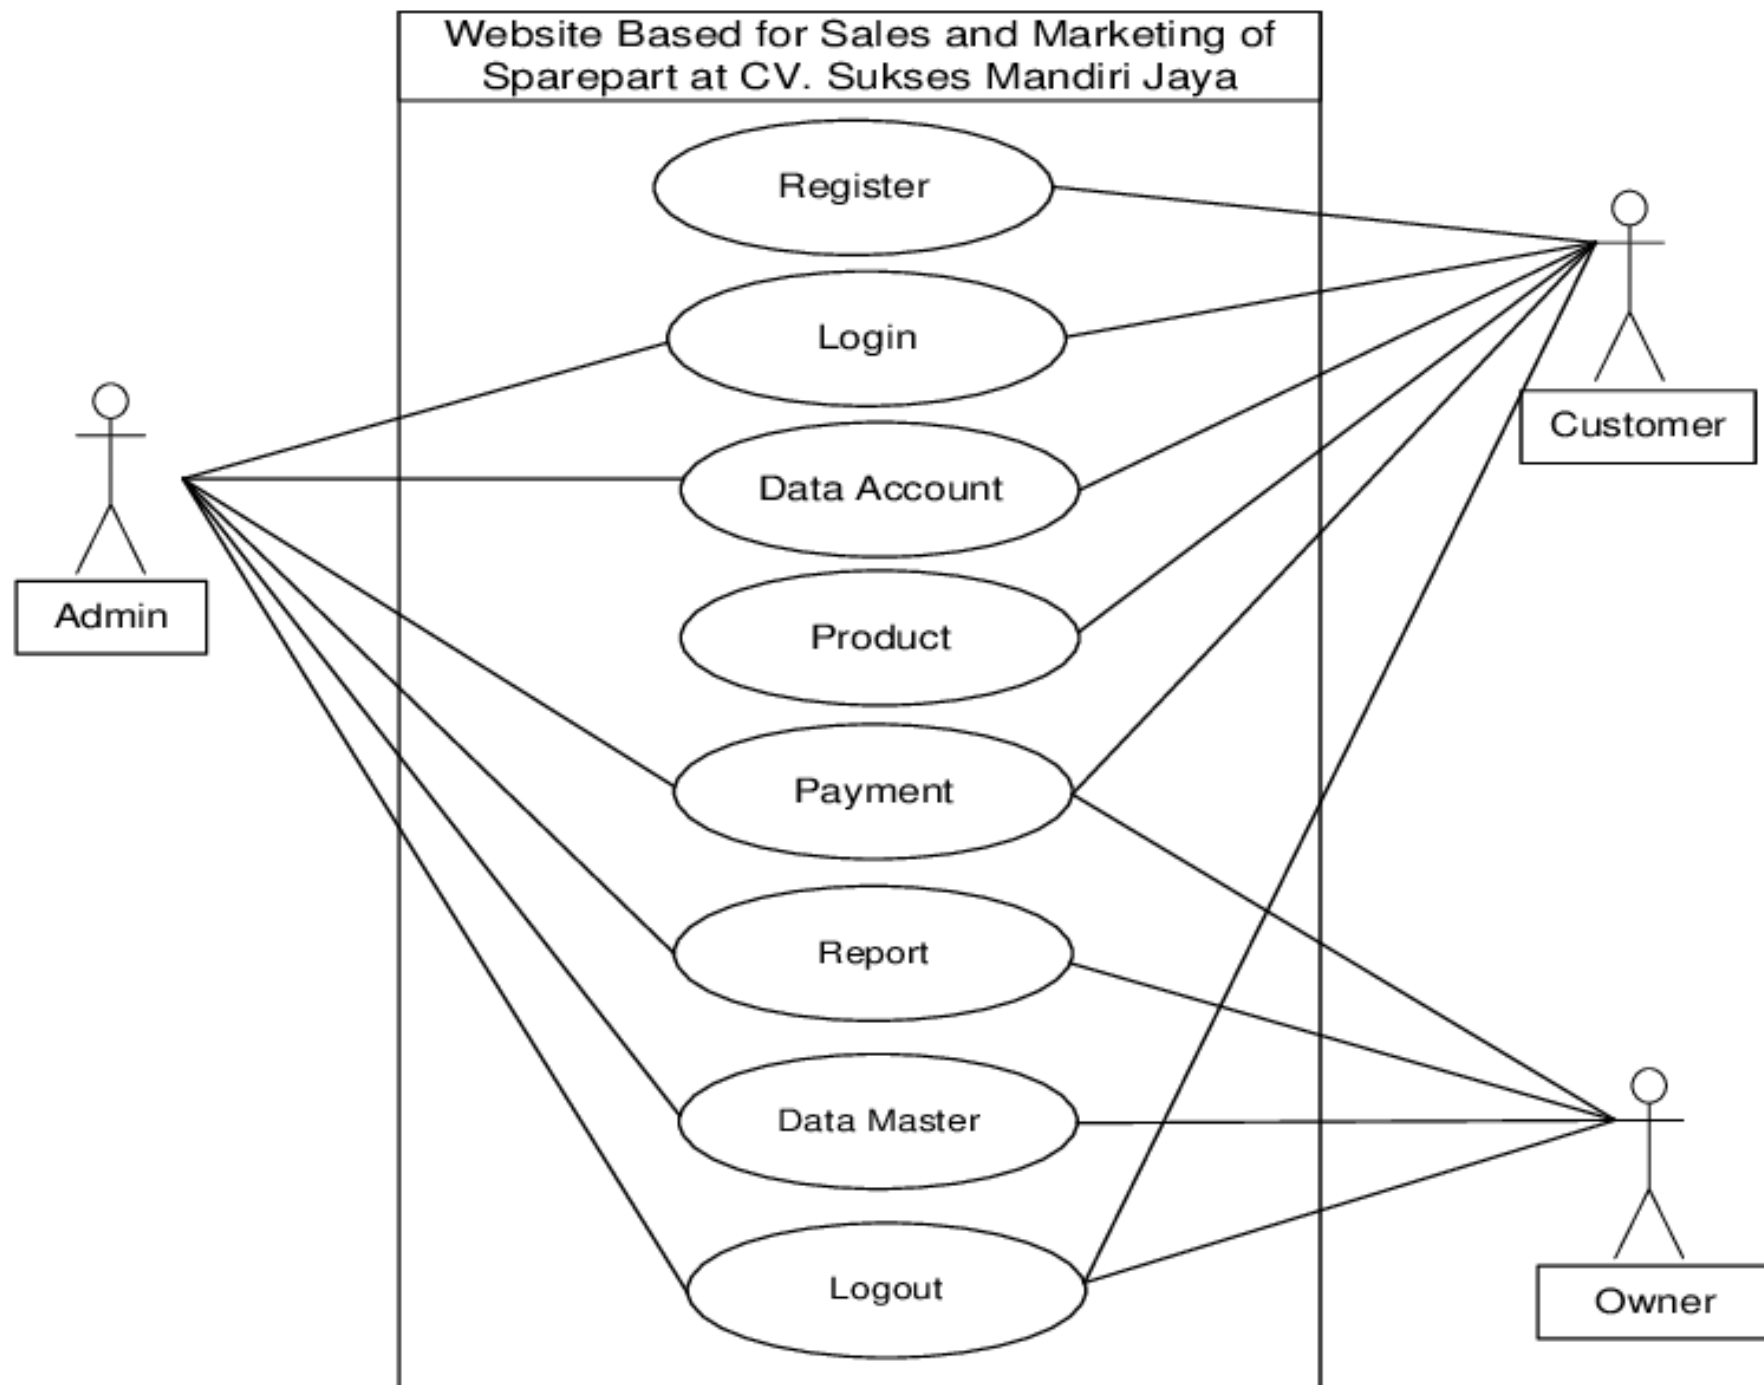 Website Based for Sales and Marketing of
Sparepart at CV. Sukses Mandiri Jaya
Register
Login
Customer
Data Account
Admin
Product
Payment
Report
Data Master
Logout
Owner